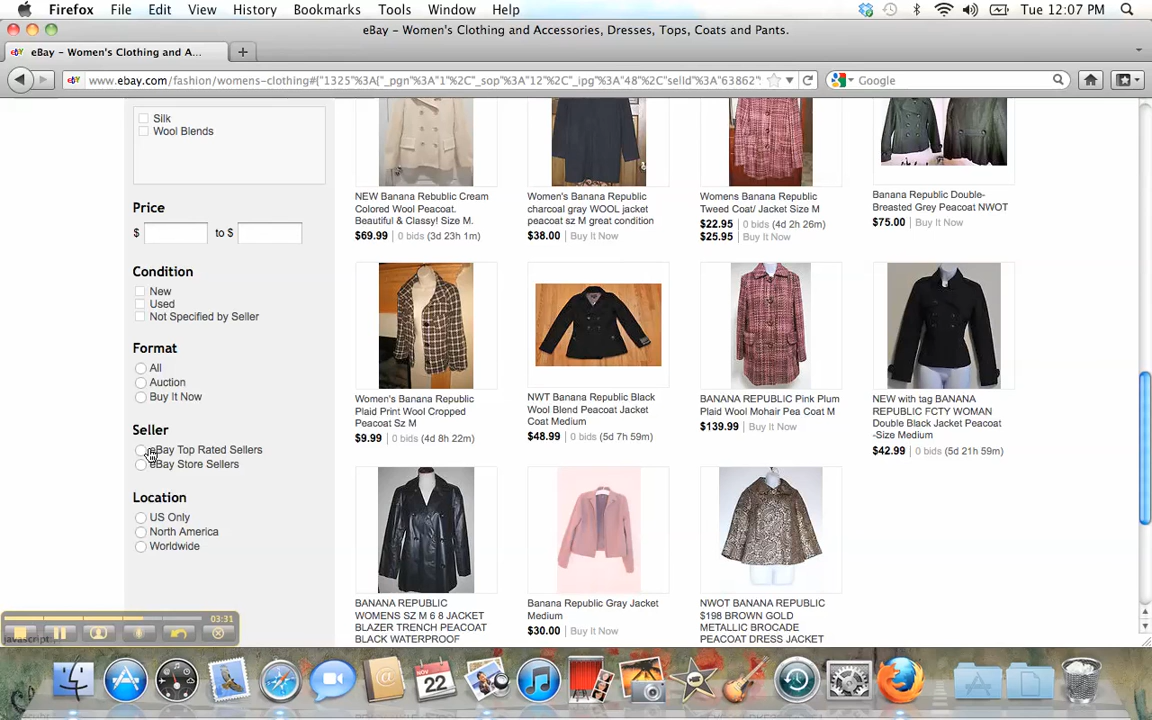 Firefox File Edit View History Bookmarks Tools Window Help Tue 12:07 PM
eBay – Women's Clothing and Accessories, Dresses, Tops, Coats and Pants.
eBay – Women's Clothing and A...
www.ebay.com/fashion/womens-clothing#{"1325%3A{"_pgn%3A"1%2C"_sop%3A"12%2C"_ipg%3A"48%2C"selId%3A"63862%
Google
Silk
Wool Blends
Price
$ to $
Condition
New
Used
Not Specified by Seller
Format
All
Auction
Buy It Now
Seller
eBay Top Rated Sellers
eBay Store Sellers
Location
US Only
North America
Worldwide
NEW Banana Rebublic Cream
Colored Wool Peacoat.
Beautiful & Classy! Size M.
$69.99 0 bids (3d 23h 1m)
Women's Banana Republic
charcoal gray WOOL jacket
peacoat sz M great condition
$38.00 Buy It Now
Womens Banana Republic
Tweed Coat/ Jacket Size M
$22.95 0 bids (4d 2h 26m)
$25.95 Buy It Now
Banana Republic Double-
Breasted Grey Peacoat NWOT
$75.00 Buy It Now
Women's Banana Republic
Plaid Print Wool Cropped
Peacoat Sz M
$9.99 0 bids (4d 8h 22m)
NWT Banana Republic Black
Wool Blend Peacoat Jacket
Coat Medium
$48.99 0 bids (5d 7h 59m)
BANANA REPUBLIC Pink Plum
Plaid Wool Mohair Pea Coat M
$139.99 Buy It Now
NEW with tag BANANA
REPUBLIC FCTY WOMAN
Double Black Jacket Peacoat
-Size Medium
$42.99 0 bids (5d 21h 59m)
BANANA REPUBLIC
WOMENS SZ M 6 8 JACKET
BLAZER TRENCH PEACOAT
BLACK WATERPROOF
Banana Republic Gray Jacket
Medium
$30.00 Buy It Now
NWOT BANANA REPUBLIC
$198 BROWN GOLD
METALLIC BROCADE
PEACOAT DRESS JACKET
03:31
javascript:
NOV
22